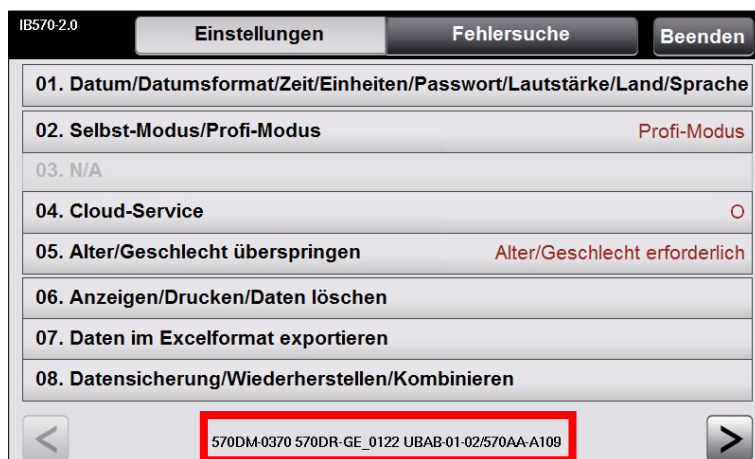 IB570-2.0 Einstellungen Fehlersuche Beenden
01. Datum/Datumsformat/Zeit/Einheiten/Passwort/Lautstärke/Land/Sprache
02. Selbst-Modus/Profi-Modus Profi-Modus
03. N/A
04. Cloud-Service O
05. Alter/Geschlecht überspringen Alter/Geschlecht erforderlich
06. Anzeigen/Drucken/Daten löschen
07. Daten im Excelformat exportieren
08. Datensicherung/Wiederherstellen/Kombinieren
< 570DM-0370 570DR-GE_0122 UBAB-01-02/570AA-A109 >